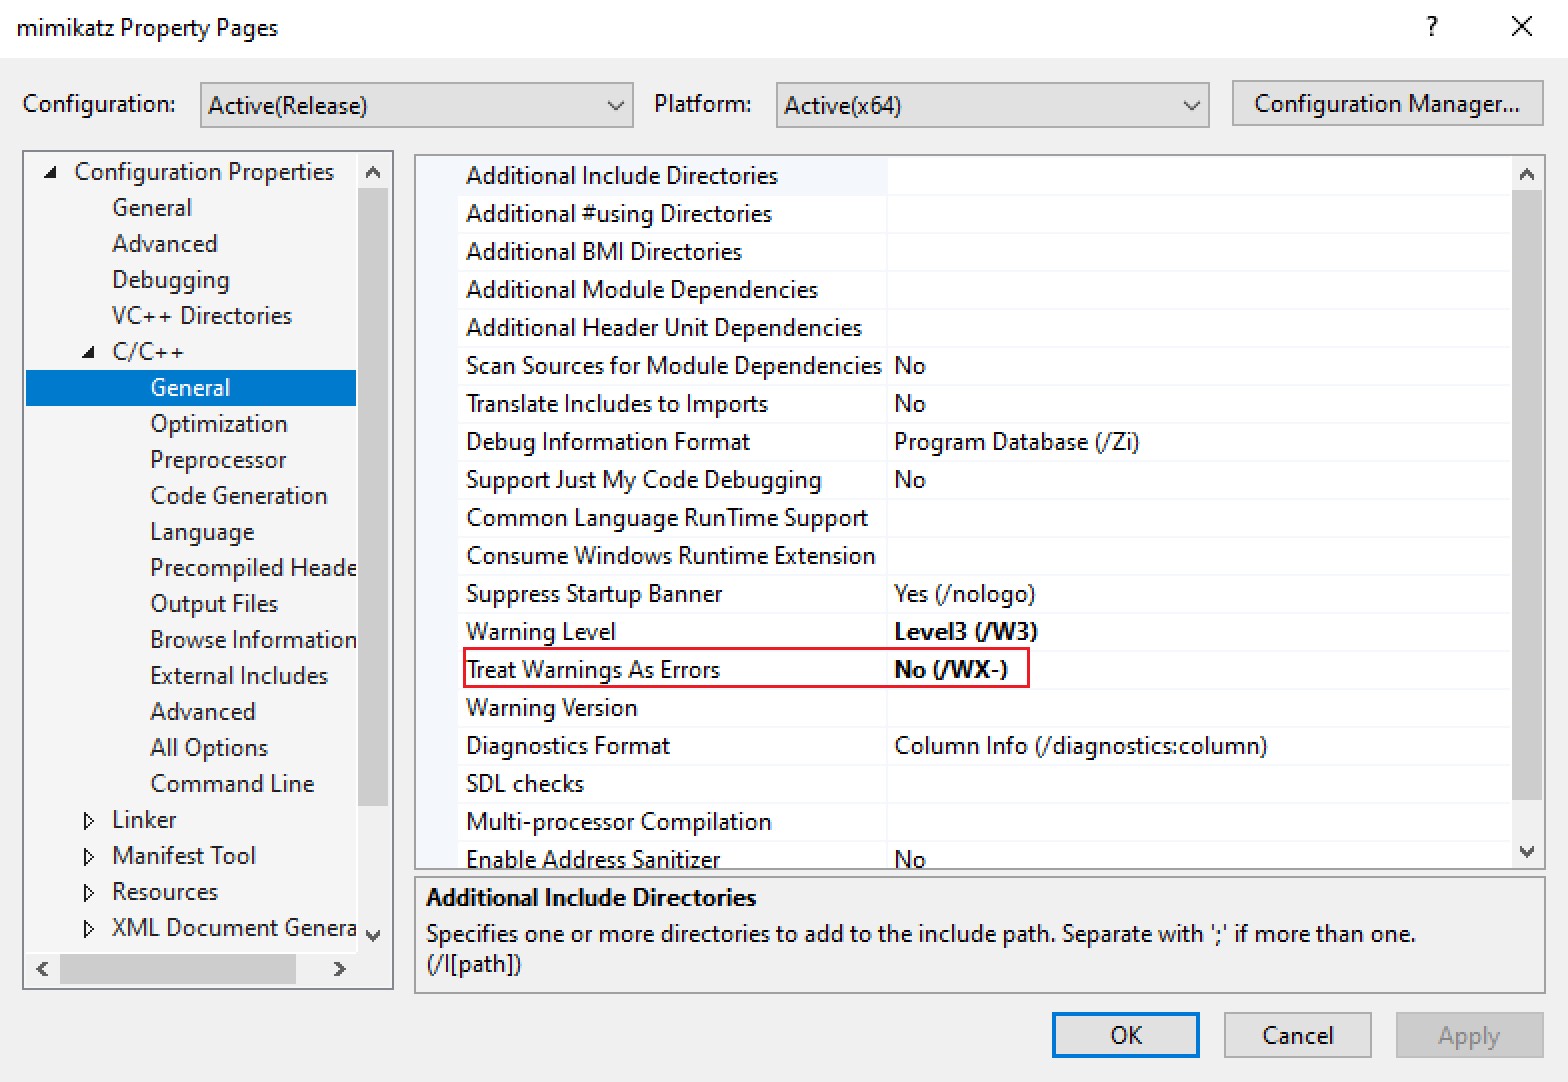 mimikatz Property Pages
?
Configuration: Active(Release) Platform: Active(x64) Configuration Manager...
Configuration Properties
General
Advanced
Debugging
VC++ Directories
C/C++
General
Optimization
Preprocessor
Code Generation
Language
Precompiled Heade
Output Files
Browse Information
External Includes
Advanced
All Options
Command Line
Linker
Manifest Tool
Resources
XML Document Genera
Additional Include Directories
Additional #using Directories
Additional BMI Directories
Additional Module Dependencies
Additional Header Unit Dependencies
Scan Sources for Module Dependencies No
Translate Includes to Imports No
Debug Information Format Program Database (/Zi)
Support Just My Code Debugging No
Common Language RunTime Support
Consume Windows Runtime Extension
Suppress Startup Banner Yes (/nologo)
Warning Level Level3 (/W3)
Treat Warnings As Errors No (/WX-)
Warning Version
Diagnostics Format Column Info (/diagnostics:column)
SDL checks
Multi-processor Compilation
Enable Address Sanitizer No
Additional Include Directories
Specifies one or more directories to add to the include path. Separate with ';' if more than one.
(/I[path])
OK Cancel Apply